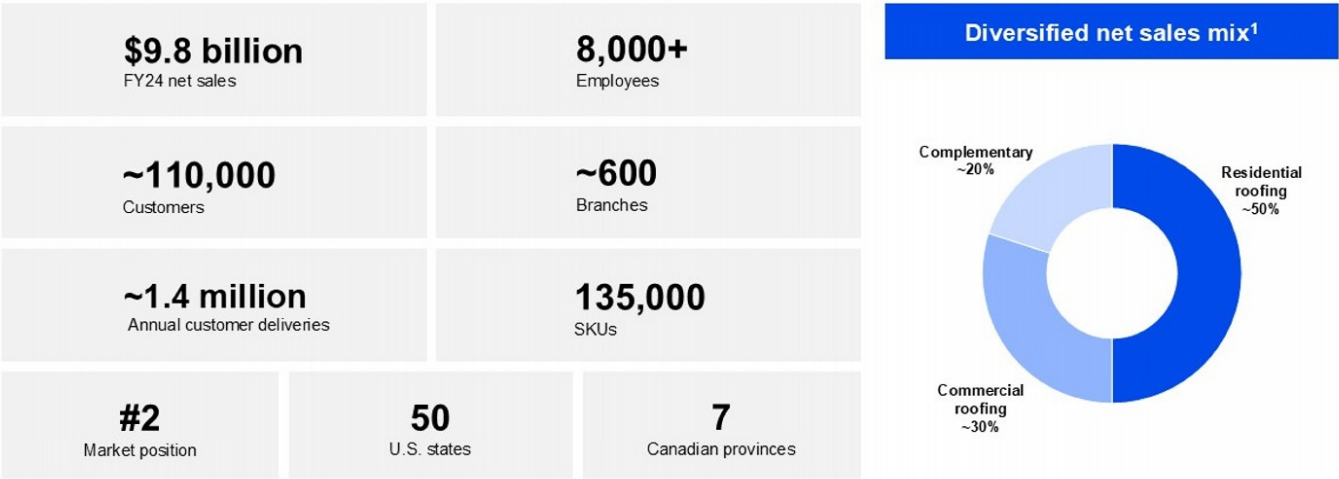 $9.8 billion
FY24 net sales
8,000+
Employees
~110,000
Customers
~600
Branches
~1.4 million
Annual customer deliveries
135,000
SKUs
#2
Market position
50
U.S. states
7
Canadian provinces
Diversified net sales mix¹
Complementary
~20%
Residential
roofing
~50%
Commercial
roofing
~30%